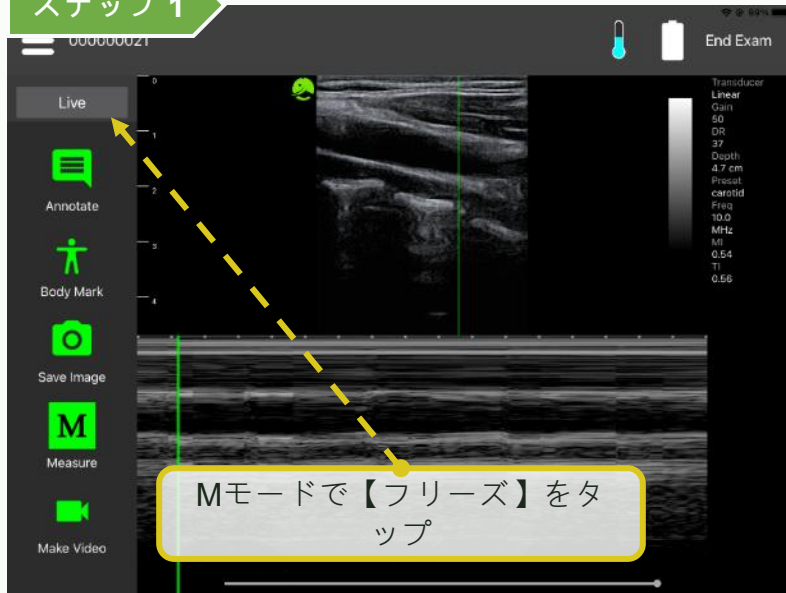 ステップ 1
000000021
89%
End Exam
Live
Annotate
Body Mark
Save Image
Measure
Make Video
0
1
2
3
4
Transducer
Linear
Gain
50
DR
37
Depth
4.7 cm
Preset
carotid
Freq
10.0
MHz
MI
0.54
TI
0.56
M
Mモードで【フリーズ】をタ
ップ